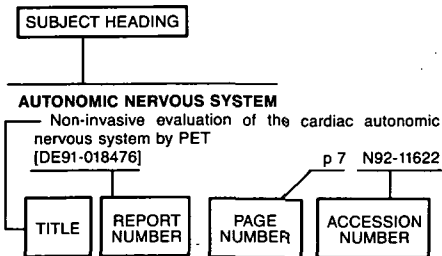 SUBJECT HEADING
AUTONOMIC NERVOUS SYSTEM
Non-invasive evaluation of the cardiac autonomic
nervous system by PET
[DE91-018476] p 7 N92-11622
TITLE REPORT NUMBER PAGE NUMBER ACCESSION NUMBER